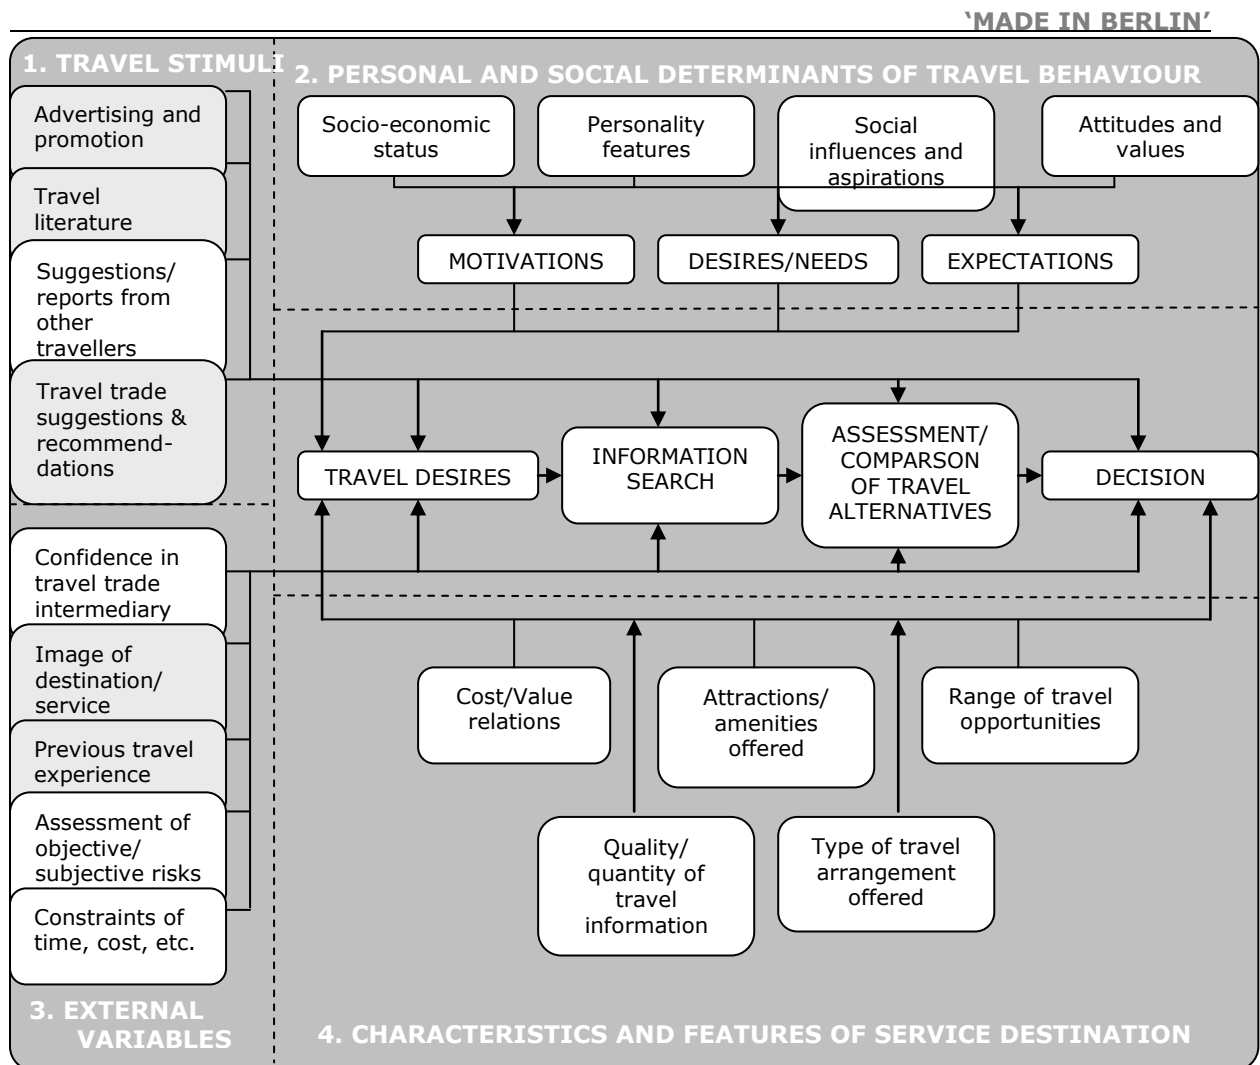 ‘MADE IN BERLIN’
1. TRAVEL STIMULI
2. PERSONAL AND SOCIAL DETERMINANTS OF TRAVEL BEHAVIOUR
Advertising and
promotion
Travel
literature
Suggestions/
reports from
other
travellers
Travel trade
suggestions &
recommend-
dations
Socio-economic
status
Personality
features
Social
influences and
aspirations
Attitudes and
values
MOTIVATIONS
DESIRES/NEEDS
EXPECTATIONS
TRAVEL DESIRES
INFORMATION
SEARCH
ASSESSMENT/
COMPARISON
OF TRAVEL
ALTERNATIVES
DECISION
Confidence in
travel trade
intermediary
Image of
destination/
service
Previous travel
experience
Assessment of
objective/
subjective risks
Constraints of
time, cost, etc.
Cost/Value
relations
Attractions/
amenities
offered
Range of travel
opportunities
Quality/
quantity of
travel
information
Type of travel
arrangement
offered
3. EXTERNAL
VARIABLES
4. CHARACTERISTICS AND FEATURES OF SERVICE DESTINATION